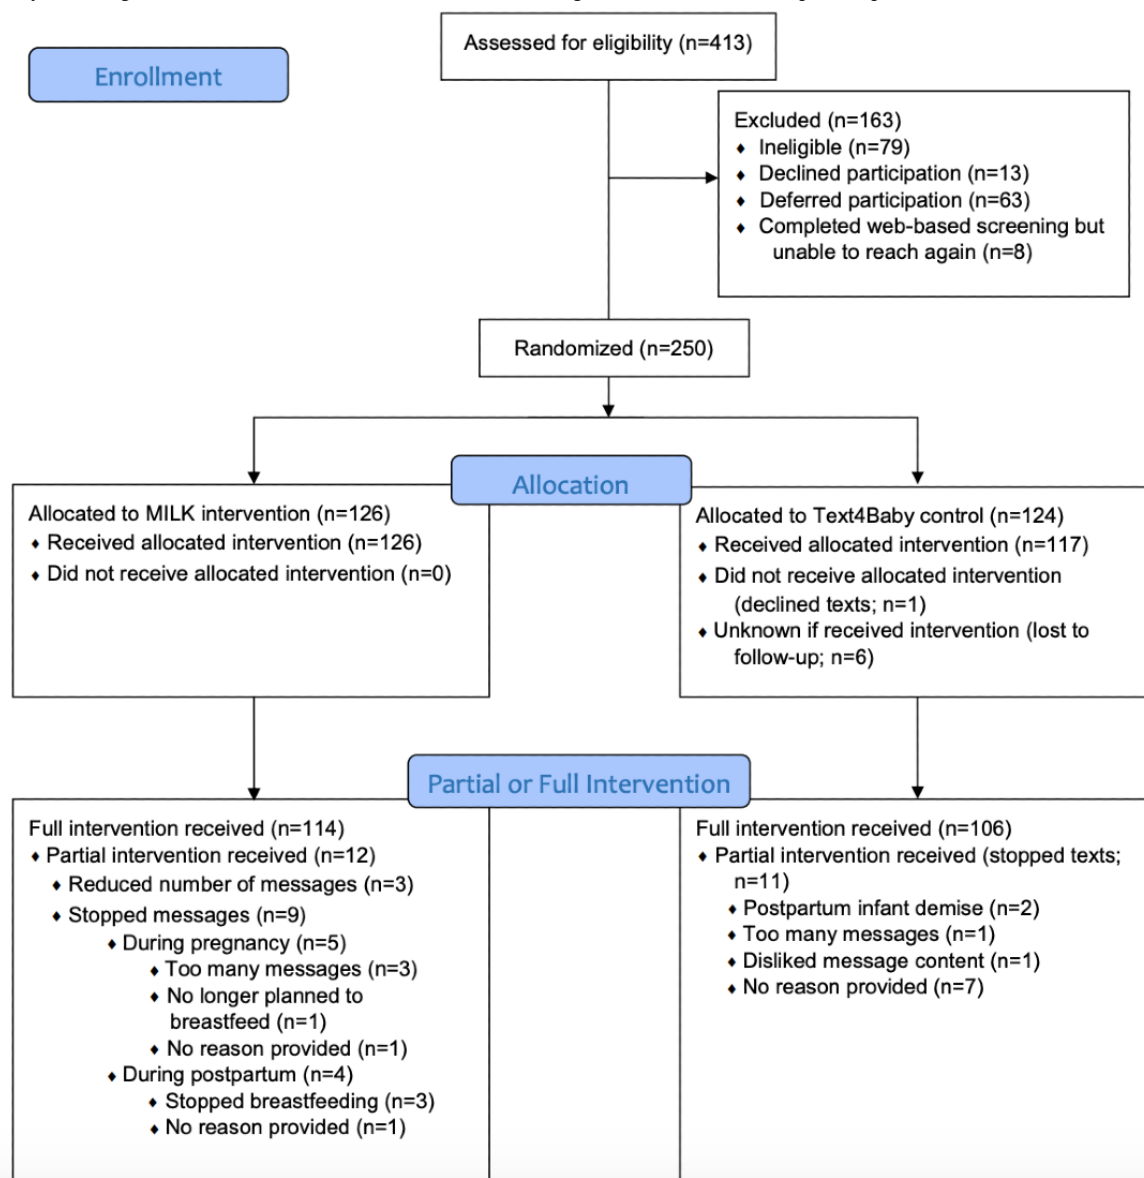 Assessed for eligibility (n=413)
Enrollment
Excluded (n=163)
♦ Ineligible (n=79)
♦ Declined participation (n=13)
♦ Deferred participation (n=63)
♦ Completed web-based screening but
unable to reach again (n=8)
Randomized (n=250)
Allocation
Allocated to MILK intervention (n=126)
♦ Received allocated intervention (n=126)
♦ Did not receive allocated intervention (n=0)
Allocated to Text4Baby control (n=124)
♦ Received allocated intervention (n=117)
♦ Did not receive allocated intervention
(declined texts; n=1)
♦ Unknown if received intervention (lost to
follow-up; n=6)
Partial or Full Intervention
Full intervention received (n=114)
♦ Partial intervention received (n=12)
♦ Reduced number of messages (n=3)
♦ Stopped messages (n=9)
♦ During pregnancy (n=5)
♦ Too many messages (n=3)
♦ No longer planned to
breastfeed (n=1)
♦ No reason provided (n=1)
♦ During postpartum (n=4)
♦ Stopped breastfeeding (n=3)
♦ No reason provided (n=1)
Full intervention received (n=106)
♦ Partial intervention received (stopped texts;
n=11)
♦ Postpartum infant demise (n=2)
♦ Too many messages (n=1)
♦ Disliked message content (n=1)
♦ No reason provided (n=7)